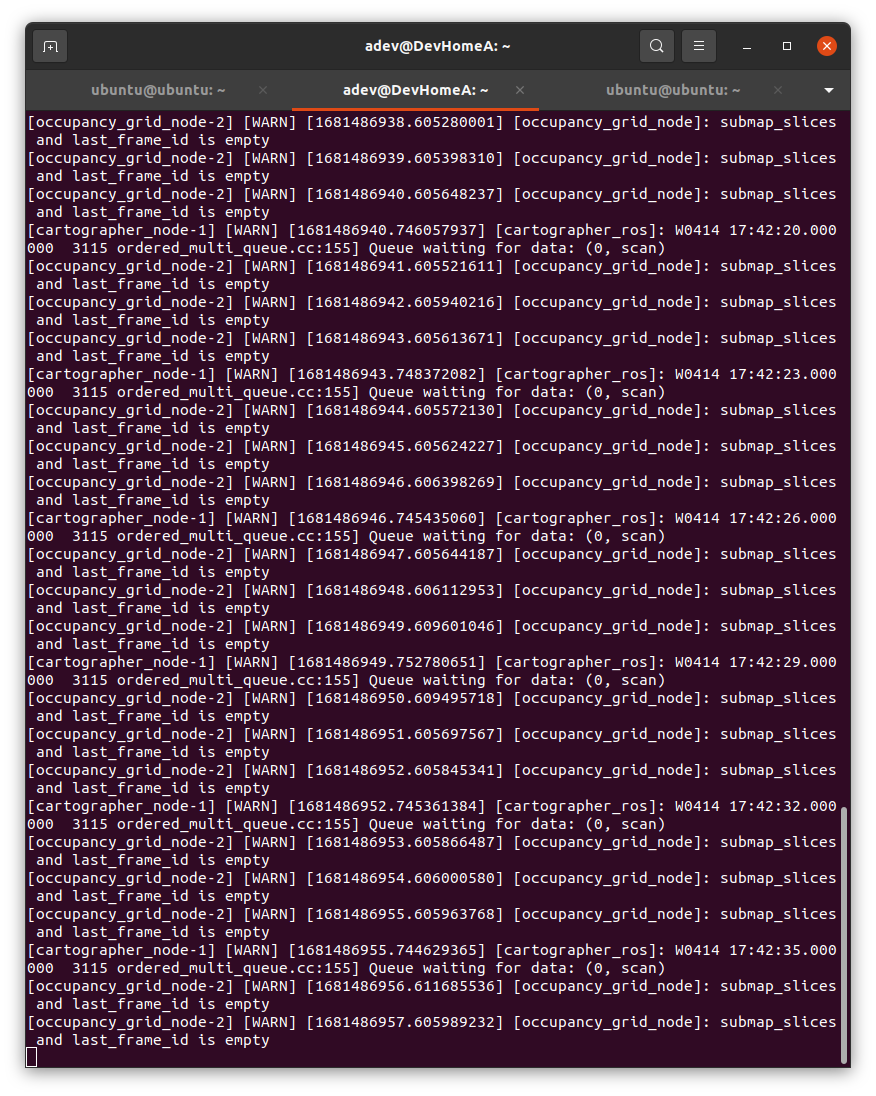 adev@DevHomeA: ~
ubuntu@ubuntu: ~
adev@DevHomeA: ~
ubuntu@ubuntu: ~
[occupancy_grid_node-2] [WARN] [1681486938.605280001] [occupancy_grid_node]: submap_slices
 and last_frame_id is empty
[occupancy_grid_node-2] [WARN] [1681486939.605398310] [occupancy_grid_node]: submap_slices
 and last_frame_id is empty
[occupancy_grid_node-2] [WARN] [1681486940.605648237] [occupancy_grid_node]: submap_slices
 and last_frame_id is empty
[cartographer_node-1] [WARN] [1681486940.746057937] [cartographer_ros]: W0414 17:42:20.000
000  3115 ordered_multi_queue.cc:155] Queue waiting for data: (0, scan)
[occupancy_grid_node-2] [WARN] [1681486941.605521611] [occupancy_grid_node]: submap_slices
 and last_frame_id is empty
[occupancy_grid_node-2] [WARN] [1681486942.605940216] [occupancy_grid_node]: submap_slices
 and last_frame_id is empty
[occupancy_grid_node-2] [WARN] [1681486943.605613671] [occupancy_grid_node]: submap_slices
 and last_frame_id is empty
[cartographer_node-1] [WARN] [1681486943.748372082] [cartographer_ros]: W0414 17:42:23.000
000  3115 ordered_multi_queue.cc:155] Queue waiting for data: (0, scan)
[occupancy_grid_node-2] [WARN] [1681486944.605572130] [occupancy_grid_node]: submap_slices
 and last_frame_id is empty
[occupancy_grid_node-2] [WARN] [1681486945.605624227] [occupancy_grid_node]: submap_slices
 and last_frame_id is empty
[occupancy_grid_node-2] [WARN] [1681486946.606398269] [occupancy_grid_node]: submap_slices
 and last_frame_id is empty
[cartographer_node-1] [WARN] [1681486946.745435060] [cartographer_ros]: W0414 17:42:26.000
000  3115 ordered_multi_queue.cc:155] Queue waiting for data: (0, scan)
[occupancy_grid_node-2] [WARN] [1681486947.605644187] [occupancy_grid_node]: submap_slices
 and last_frame_id is empty
[occupancy_grid_node-2] [WARN] [1681486948.606112953] [occupancy_grid_node]: submap_slices
 and last_frame_id is empty
[occupancy_grid_node-2] [WARN] [1681486949.609601046] [occupancy_grid_node]: submap_slices
 and last_frame_id is empty
[cartographer_node-1] [WARN] [1681486949.752780651] [cartographer_ros]: W0414 17:42:29.000
000  3115 ordered_multi_queue.cc:155] Queue waiting for data: (0, scan)
[occupancy_grid_node-2] [WARN] [1681486950.609495718] [occupancy_grid_node]: submap_slices
 and last_frame_id is empty
[occupancy_grid_node-2] [WARN] [1681486951.605697567] [occupancy_grid_node]: submap_slices
 and last_frame_id is empty
[occupancy_grid_node-2] [WARN] [1681486952.605845341] [occupancy_grid_node]: submap_slices
 and last_frame_id is empty
[cartographer_node-1] [WARN] [1681486952.745361384] [cartographer_ros]: W0414 17:42:32.000
000  3115 ordered_multi_queue.cc:155] Queue waiting for data: (0, scan)
[occupancy_grid_node-2] [WARN] [1681486953.605866487] [occupancy_grid_node]: submap_slices
 and last_frame_id is empty
[occupancy_grid_node-2] [WARN] [1681486954.606000580] [occupancy_grid_node]: submap_slices
 and last_frame_id is empty
[occupancy_grid_node-2] [WARN] [1681486955.605963768] [occupancy_grid_node]: submap_slices
 and last_frame_id is empty
[cartographer_node-1] [WARN] [1681486955.744629365] [cartographer_ros]: W0414 17:42:35.000
000  3115 ordered_multi_queue.cc:155] Queue waiting for data: (0, scan)
[occupancy_grid_node-2] [WARN] [1681486956.611685536] [occupancy_grid_node]: submap_slices
 and last_frame_id is empty
[occupancy_grid_node-2] [WARN] [1681486957.605989232] [occupancy_grid_node]: submap_slices
 and last_frame_id is empty